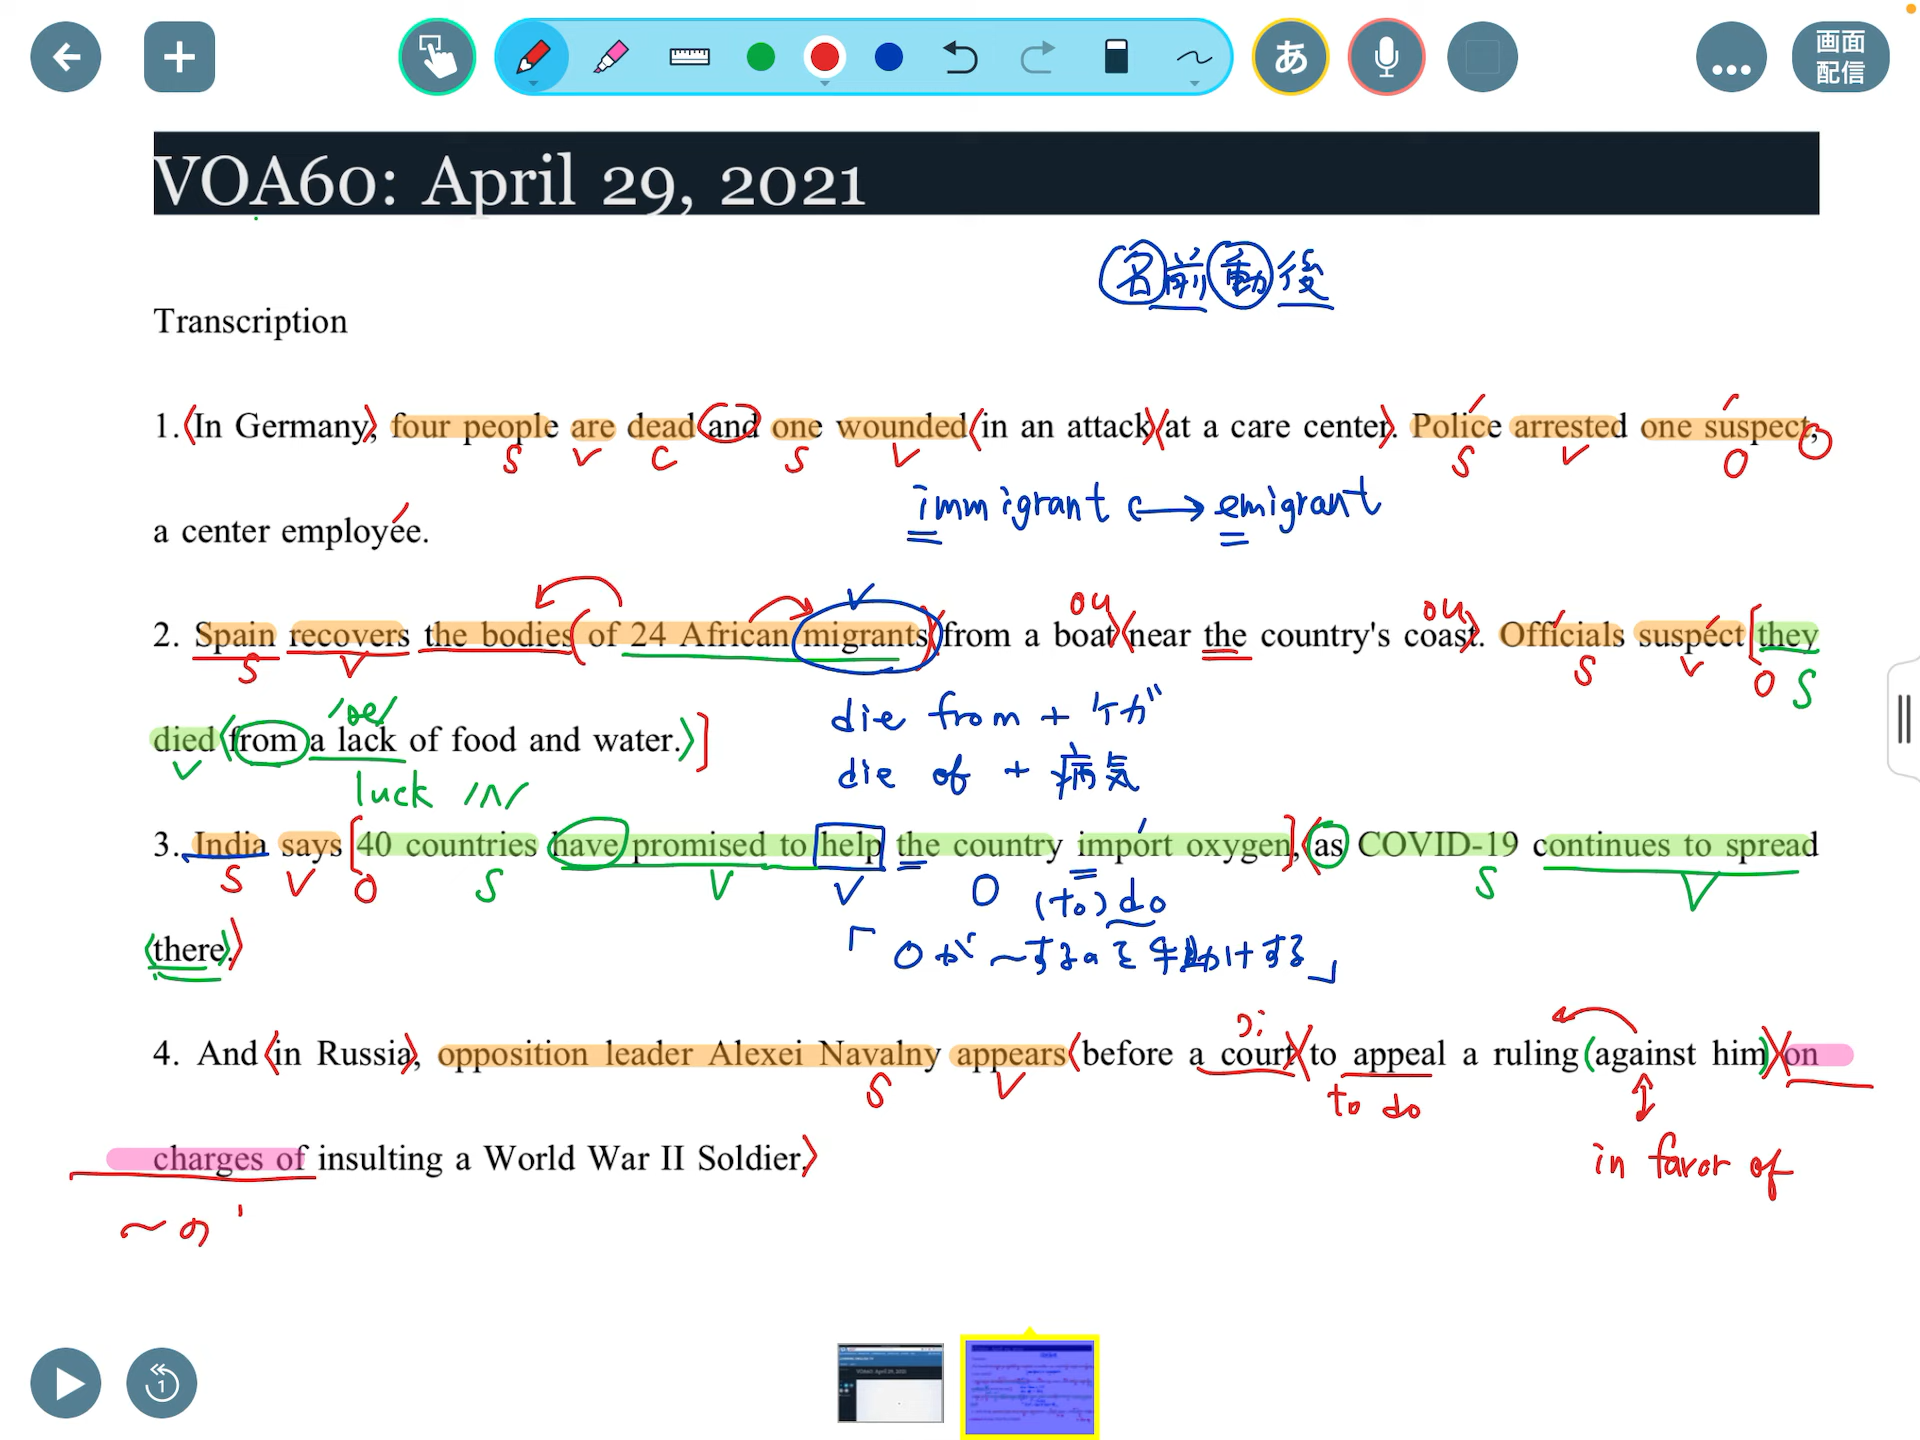 あ
画面
配信
VOA60: April 29, 2021
名前動後
Transcription
1. In Germany, four people are dead and one wounded in an attack at a care center. Police arrested one suspect,
S V C S V S V O
immigrant ↔ emigrant
a center employee.
ou ou
2. Spain recovers the bodies of 24 African migrants from a boat near the country's coast. Officials suspect they
S V S V O S
die from + ケガ
died from a lack of food and water.
V
die of + 病気
luck /ʌ/
3. India says 40 countries have promised to help the country import oxygen, as COVID-19 continues to spread
S V O S V V O (to) do S V
there.
「Oが〜するのを手助けする」
4. And in Russia, opposition leader Alexei Navalny appears before a court to appeal a ruling against him on
S V to do
charges of insulting a World War II Soldier.
in favor of
〜の
1